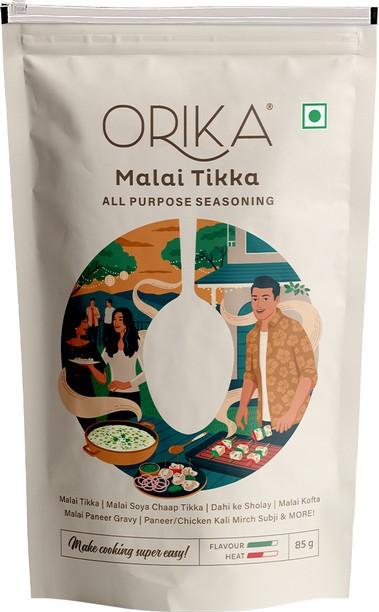 ORIKA®
Malai Tikka
ALL PURPOSE SEASONING
Malai Tikka | Malai Soya Chaap Tikka | Dahi ke Sholay | Malai Kofta
Malai Paneer Gravy | Paneer/Chicken Kali Mirch Subji & MORE!
Make cooking super easy!
FLAVOUR
HEAT
85 g